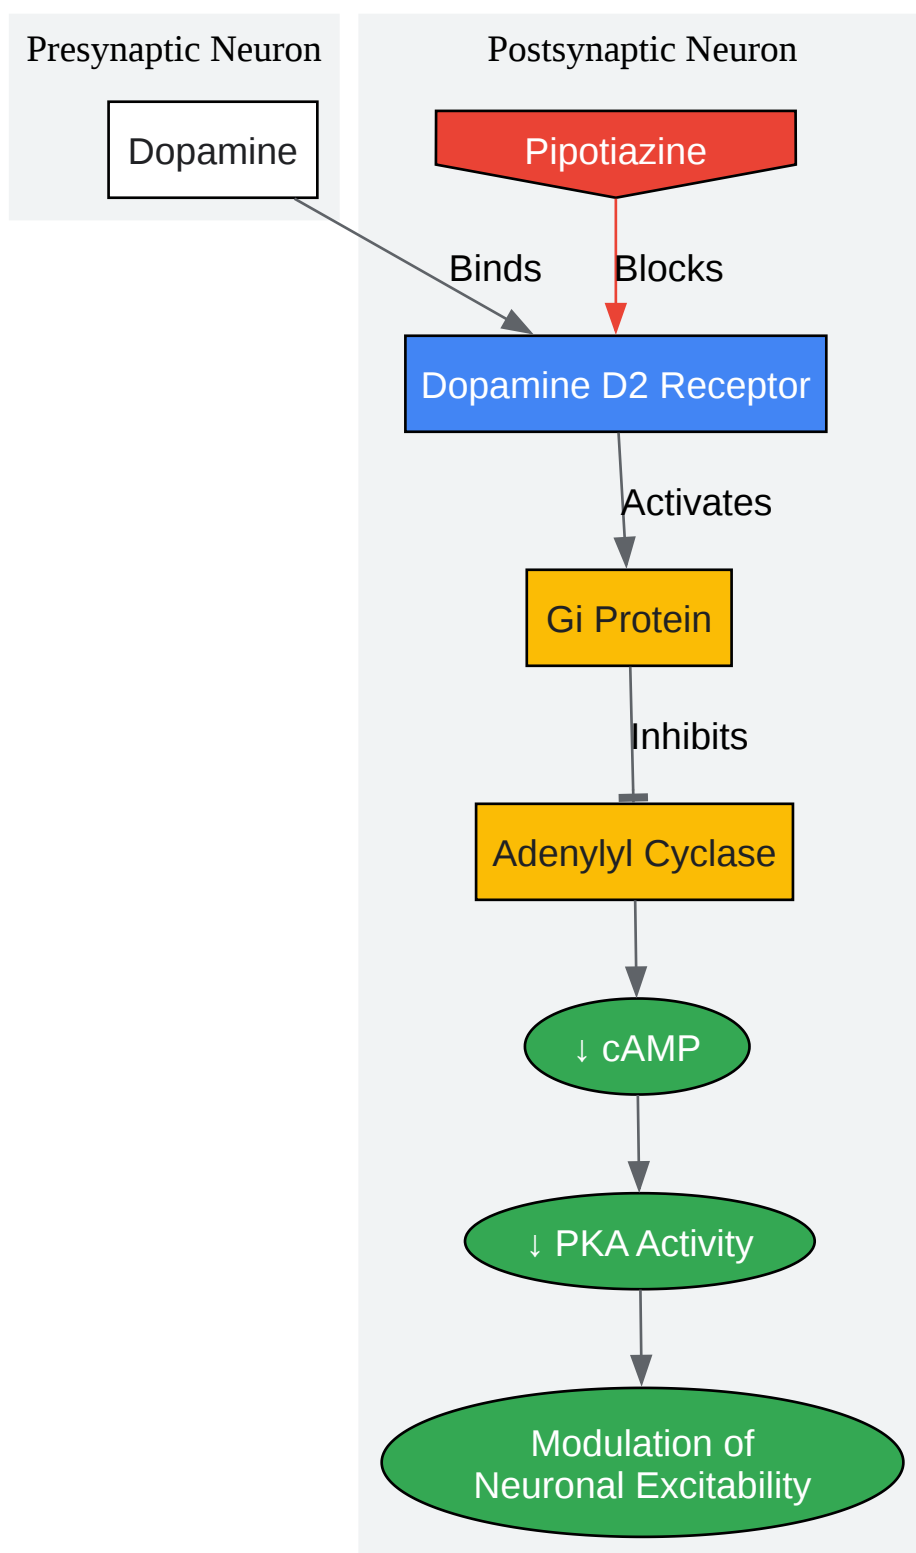 Presynaptic Neuron
Postsynaptic Neuron
Dopamine
Pipotiazine
Binds
Blocks
Dopamine D2 Receptor
Activates
Gi Protein
Inhibits
Adenylyl Cyclase
↓ cAMP
↓ PKA Activity
Modulation of
Neuronal Excitability